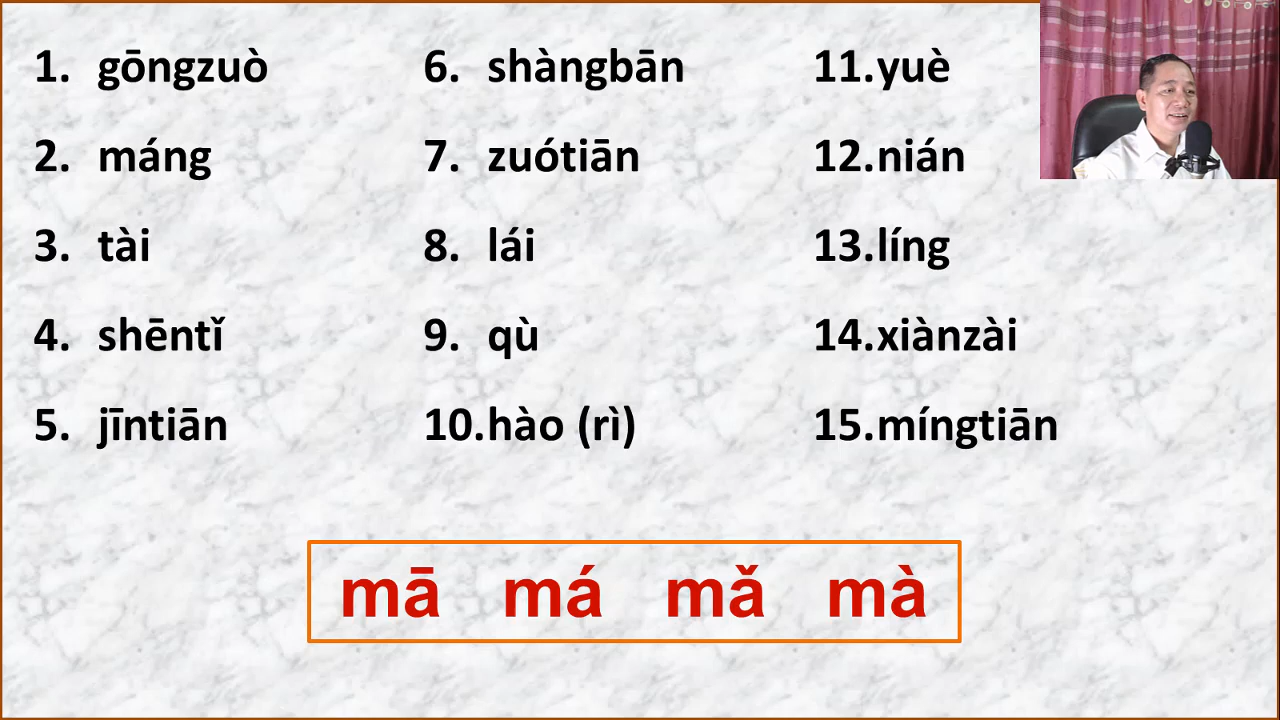 1. gōngzuò
2. máng
3. tài
4. shēntǐ
5. jīntiān
6. shàngbān
7. zuótiān
8. lái
9. qù
10.hào (rì)
11.yuè
12.nián
13.líng
14.xiànzài
15.míngtiān
mā má mǎ mà